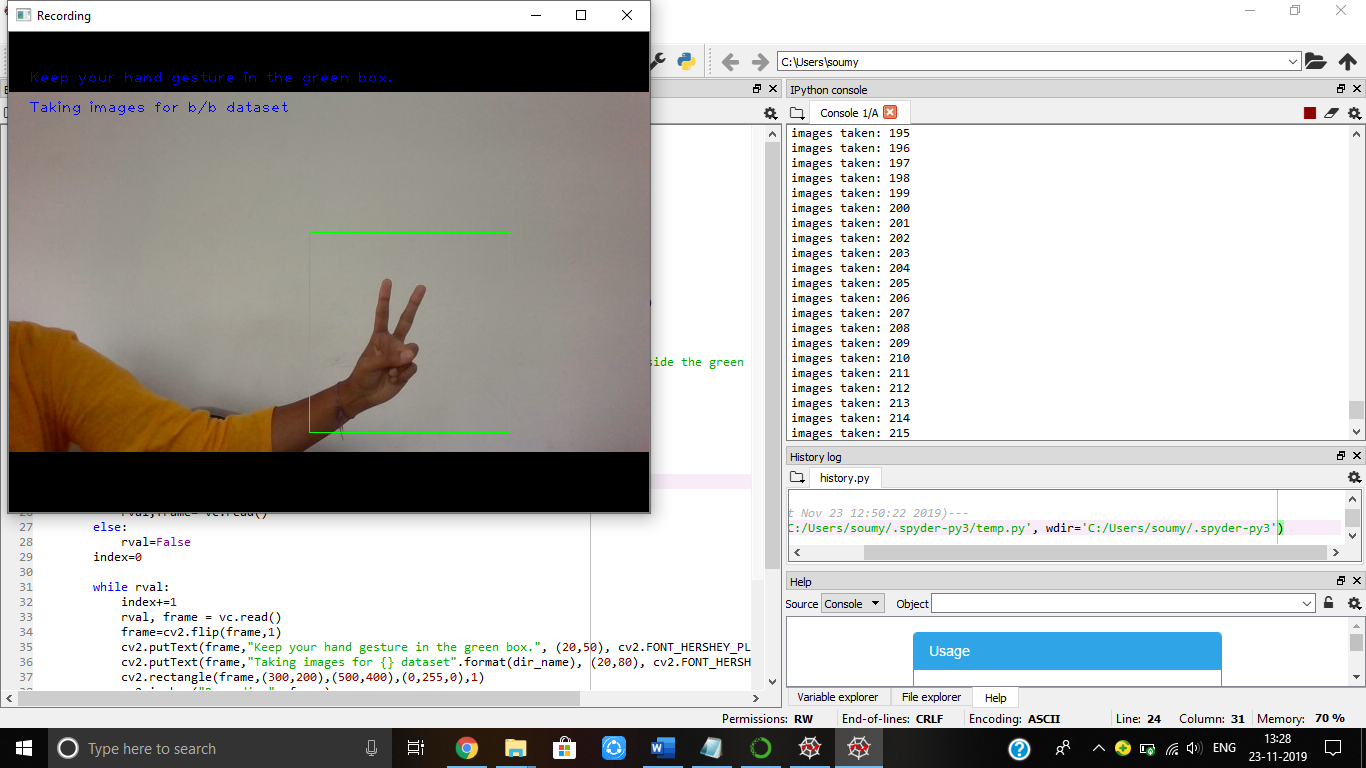 Recording
Keep your hand gesture in the green box.
Taking images for b/b dataset
C:\Users\soumy
IPython console
Console 1/A
images taken: 195
images taken: 196
images taken: 197
images taken: 198
images taken: 199
images taken: 200
images taken: 201
images taken: 202
images taken: 203
images taken: 204
images taken: 205
images taken: 206
images taken: 207
images taken: 208
images taken: 209
images taken: 210
images taken: 211
images taken: 212
images taken: 213
images taken: 214
images taken: 215
side the green
27 else:
28 rval=False
29 index=0
30
31 while rval:
32 index+=1
33 rval, frame = vc.read()
34 frame=cv2.flip(frame,1)
35 cv2.putText(frame,"Keep your hand gesture in the green box.", (20,50), cv2.FONT_HERSHEY_PL
36 cv2.putText(frame,"Taking images for {} dataset".format(dir_name), (20,80), cv2.FONT_HERSH
37 cv2.rectangle(frame,(300,200),(500,400),(0,255,0),1)
History log
history.py
t Nov 23 12:50:22 2019)---
C:/Users/soumy/.spyder-py3/temp.py', wdir='C:/Users/soumy/.spyder-py3')
Help
Source Console Object
Usage
Variable explorer File explorer Help
Permissions: RW End-of-lines: CRLF Encoding: ASCII Line: 24 Column: 31 Memory: 70 %
Type here to search
ENG
13:28
23-11-2019